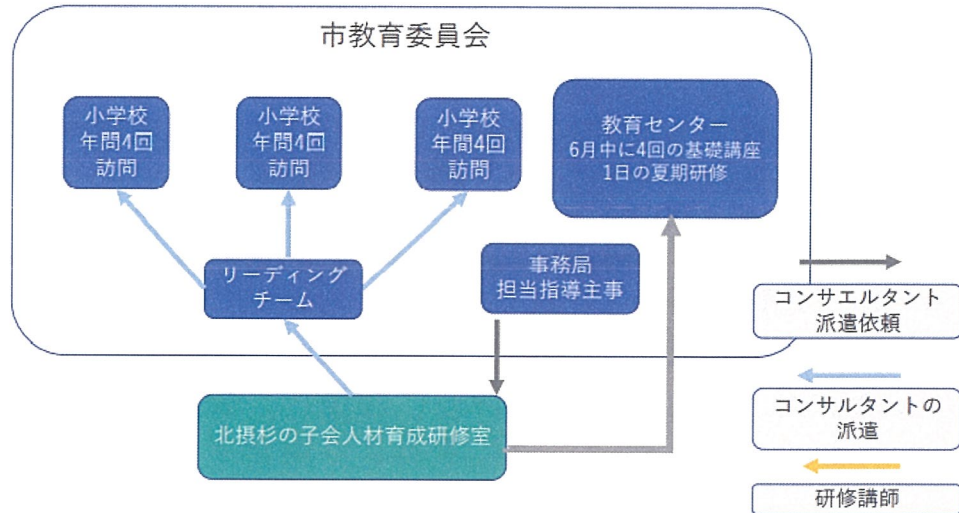 市教育委員会
小学校
年間4回
訪問
小学校
年間4回
訪問
小学校
年間4回
訪問
教育センター
6月中に4回の基礎講座
1日の夏期研修
リーディング
チーム
事務局
担当指導主事
北摂杉の子会人材育成研修室
コンサエルタント
派遣依頼
コンサルタントの
派遣
研修講師